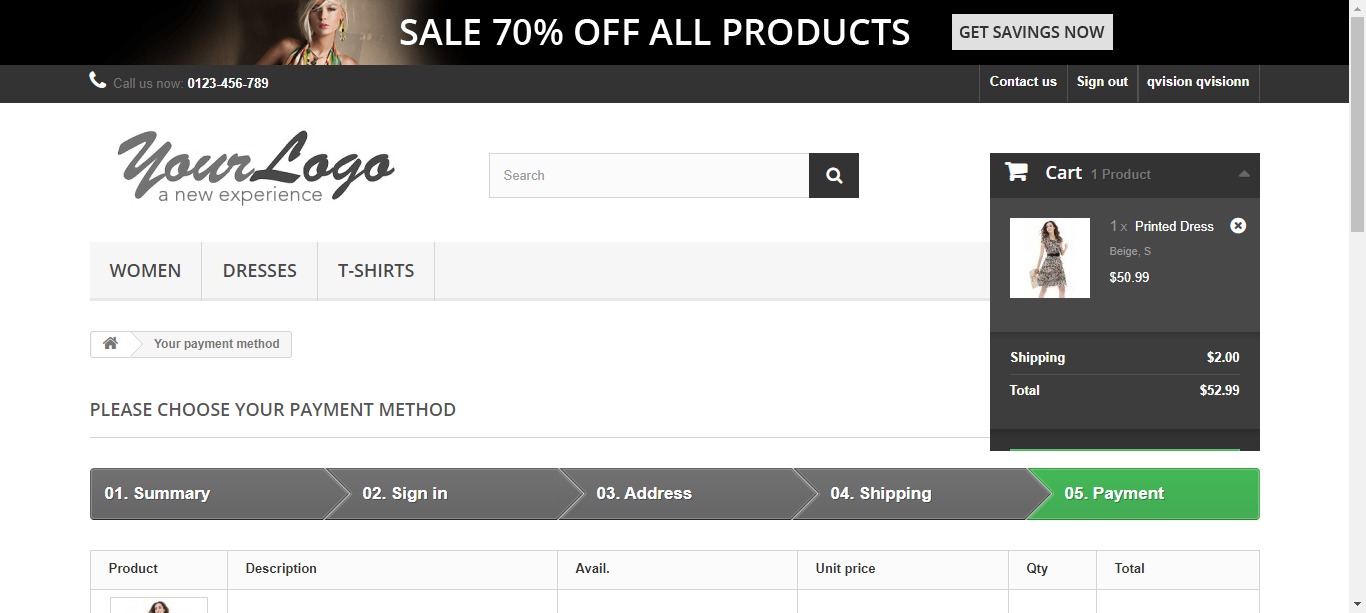 SALE 70% OFF ALL PRODUCTS GET SAVINGS NOW
Call us now: 0123-456-789
Contact us Sign out qvision qvisionn
YourLogo
a new experience
Search
Cart 1 Product
1 x Printed Dress
Beige, S
$50.99
Shipping $2.00
Total $52.99
WOMEN DRESSES T-SHIRTS
Your payment method
PLEASE CHOOSE YOUR PAYMENT METHOD
01. Summary 02. Sign in 03. Address 04. Shipping 05. Payment
Product Description Avail. Unit price Qty Total